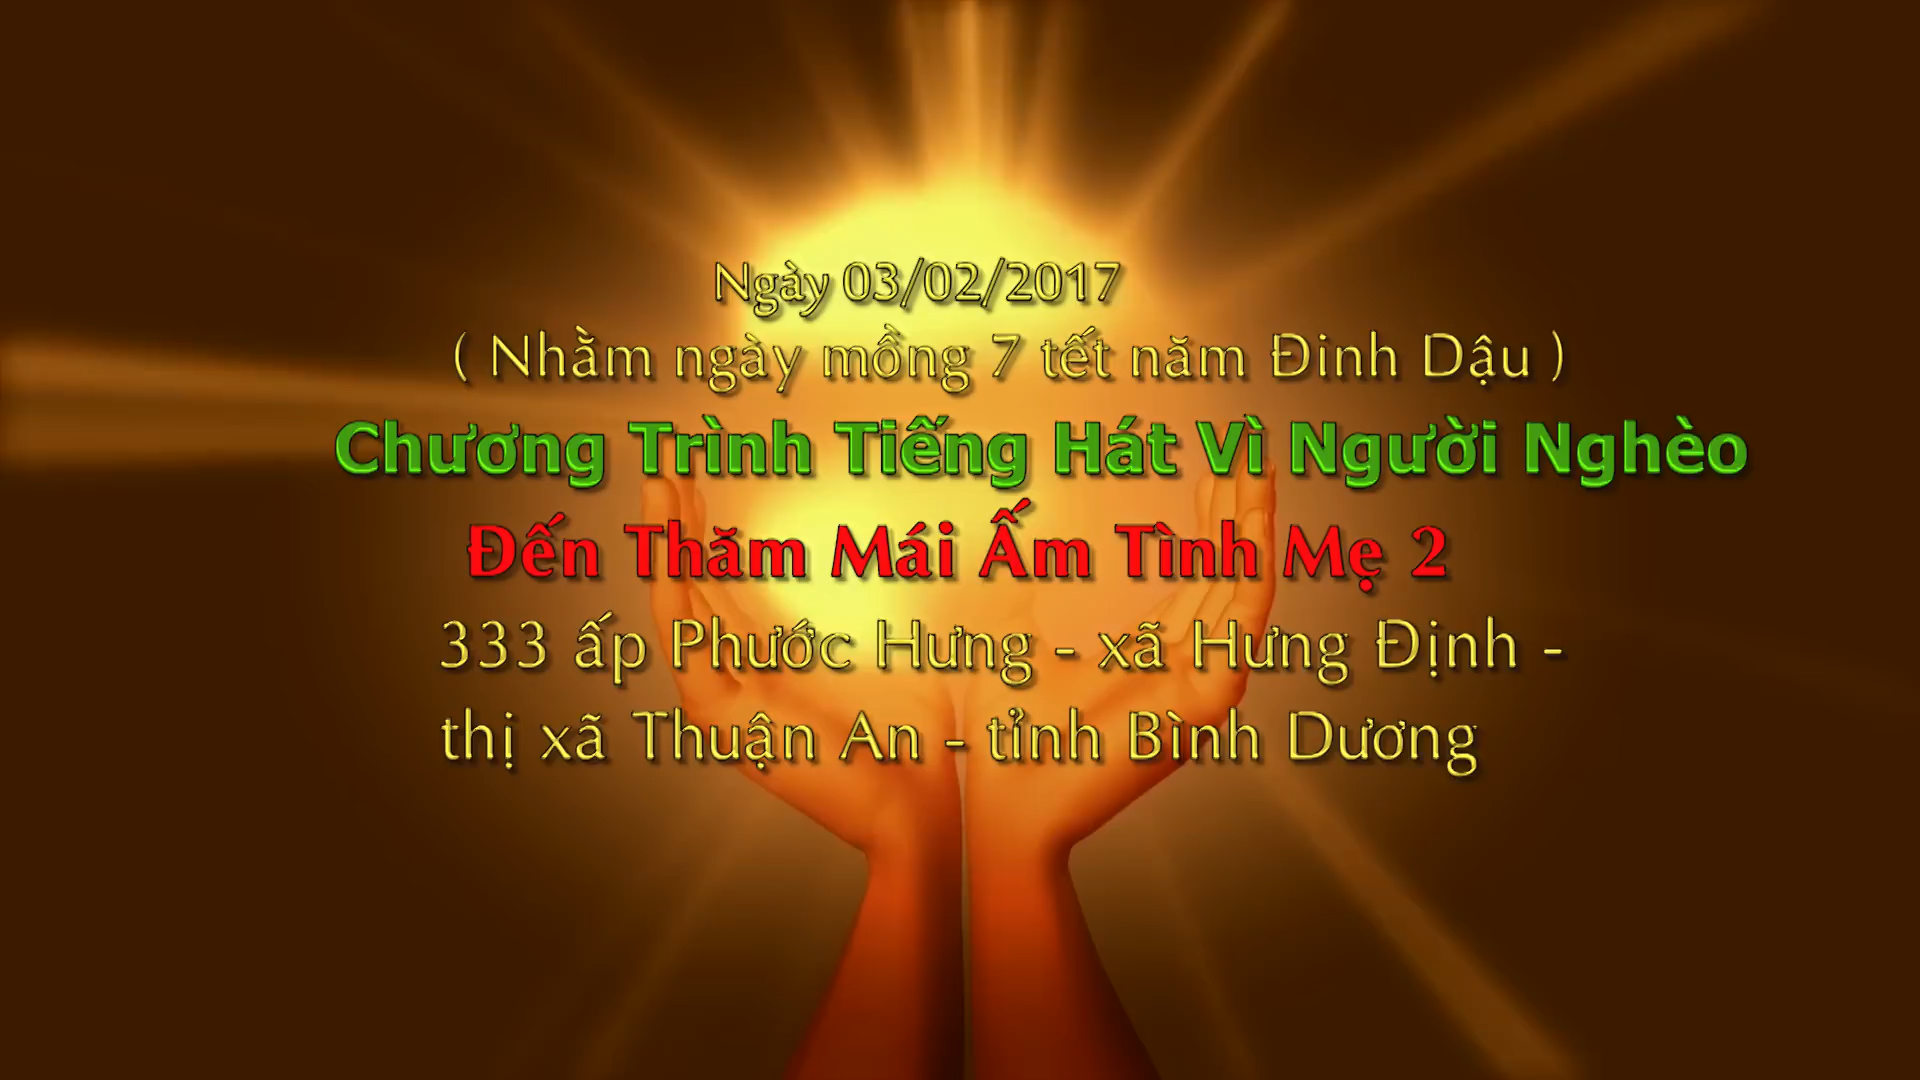 Ngày 03/02/2017
( Nhằm ngày mồng 7 tết năm Đinh Dậu )
Chương Trình Tiếng Hát Vì Người Nghèo
Đến Thăm Mái Ấm Tình Mẹ 2
333 ấp Phước Hưng - xã Hưng Định -
thị xã Thuận An - tỉnh Bình Dương